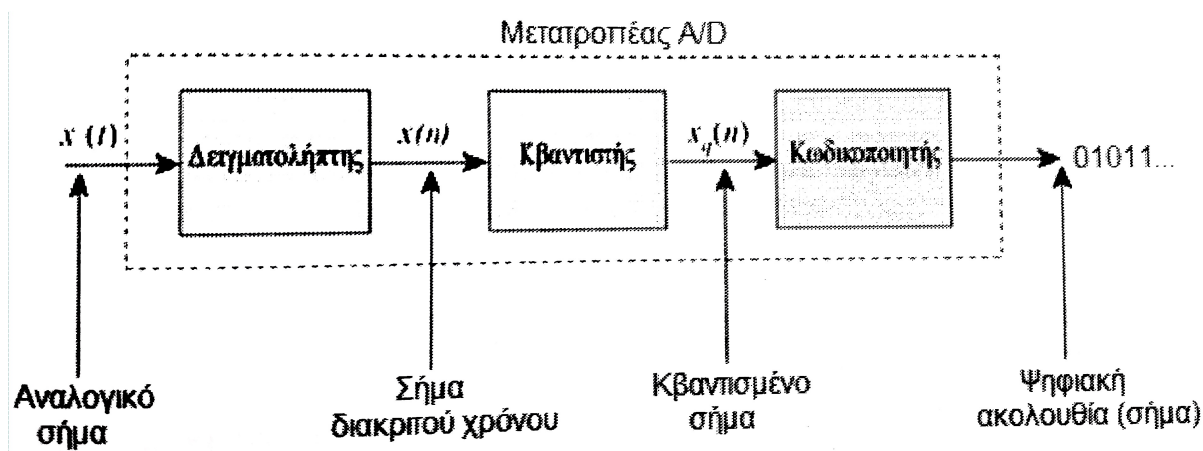 Μετατροπέας A/D
x (t)
Δειγματολήπτης
x(n)
Κβαντιστής
x_q(n)
Κωδικοποιητής
01011...
Αναλογικό
σήμα
Σήμα
διακριτού χρόνου
Κβαντισμένο
σήμα
Ψηφιακή
ακολουθία (σήμα)